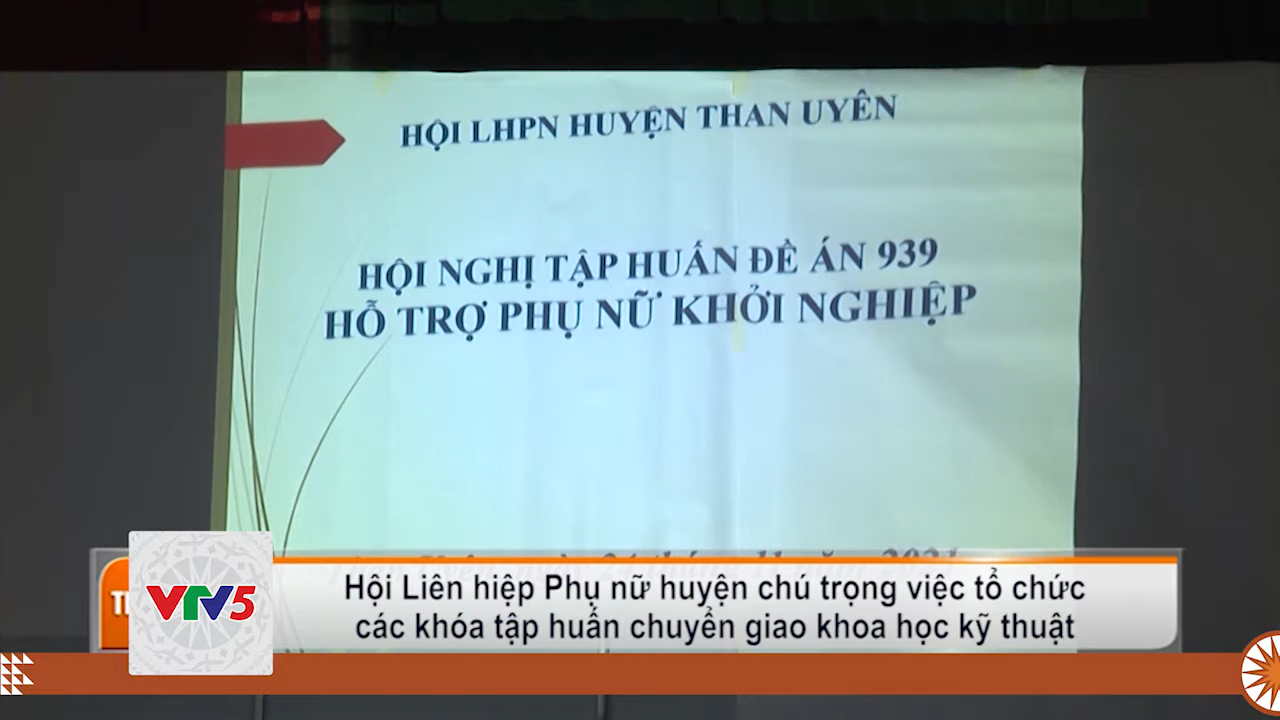 HỘI LHPN HUYỆN THAN UYÊN
HỘI NGHỊ TẬP HUẤN ĐỀ ÁN 939
HỖ TRỢ PHỤ NỮ KHỞI NGHIỆP
VTV5
Hội Liên hiệp Phụ nữ huyện chú trọng việc tổ chức
các khóa tập huấn chuyển giao khoa học kỹ thuật